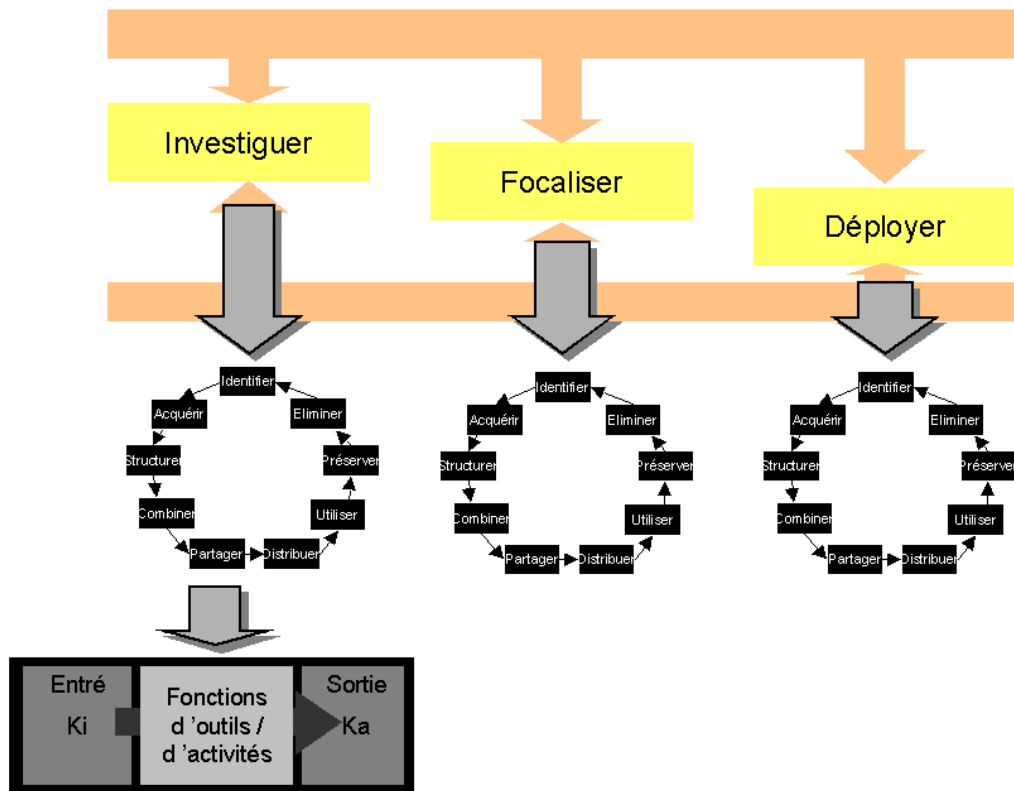 Investiguer
Focaliser
Déployer
Identifier
Acquérir
Eliminer
Structurer
Préserver
Combiner
Utiliser
Partager
Distribuer
Identifier
Acquérir
Eliminer
Structurer
Préserver
Combiner
Utiliser
Partager
Distribuer
Identifier
Acquérir
Eliminer
Structurer
Préserver
Combiner
Utiliser
Partager
Distribuer
Entré
Ki
Fonctions
d 'outils /
d 'activités
Sortie
Ka